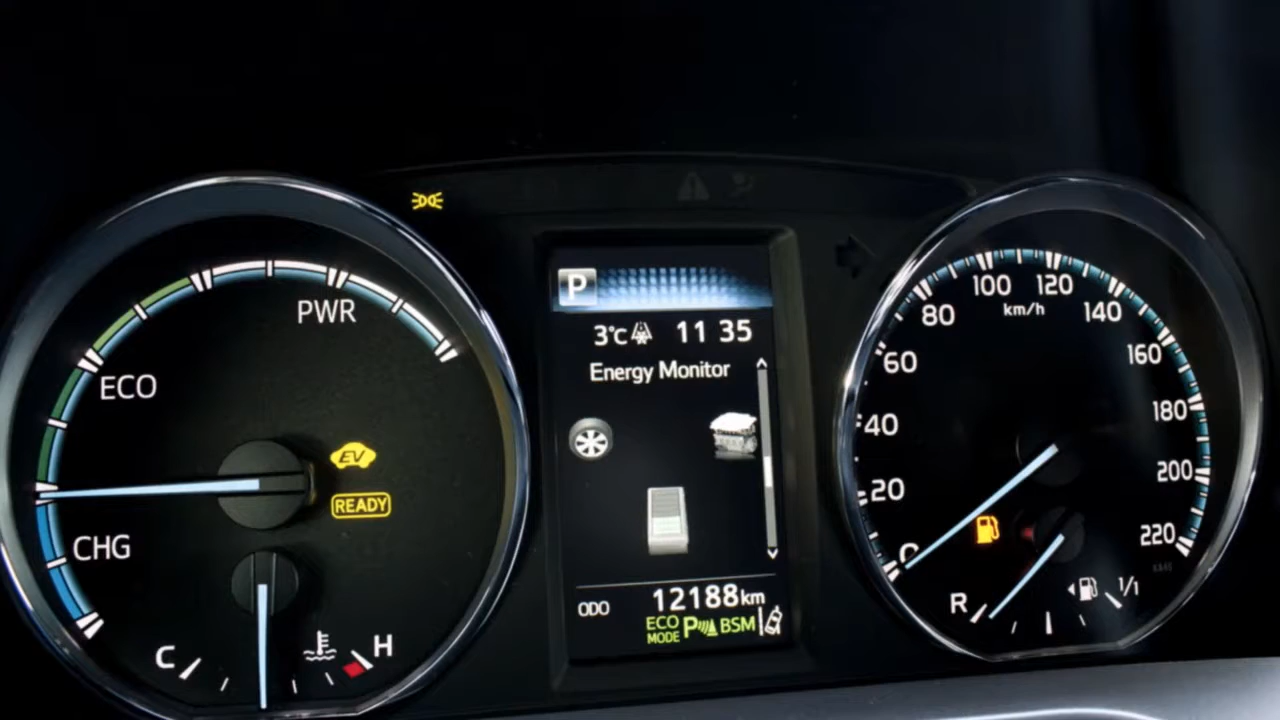 PWR
ECO
CHG
EV
READY
C
H
P
3°C 11 35
Energy Monitor
ODO 12188 km
ECO MODE P BSM
0
20
40
60
80
100
120
140
160
180
200
220
km/h
R
1/1